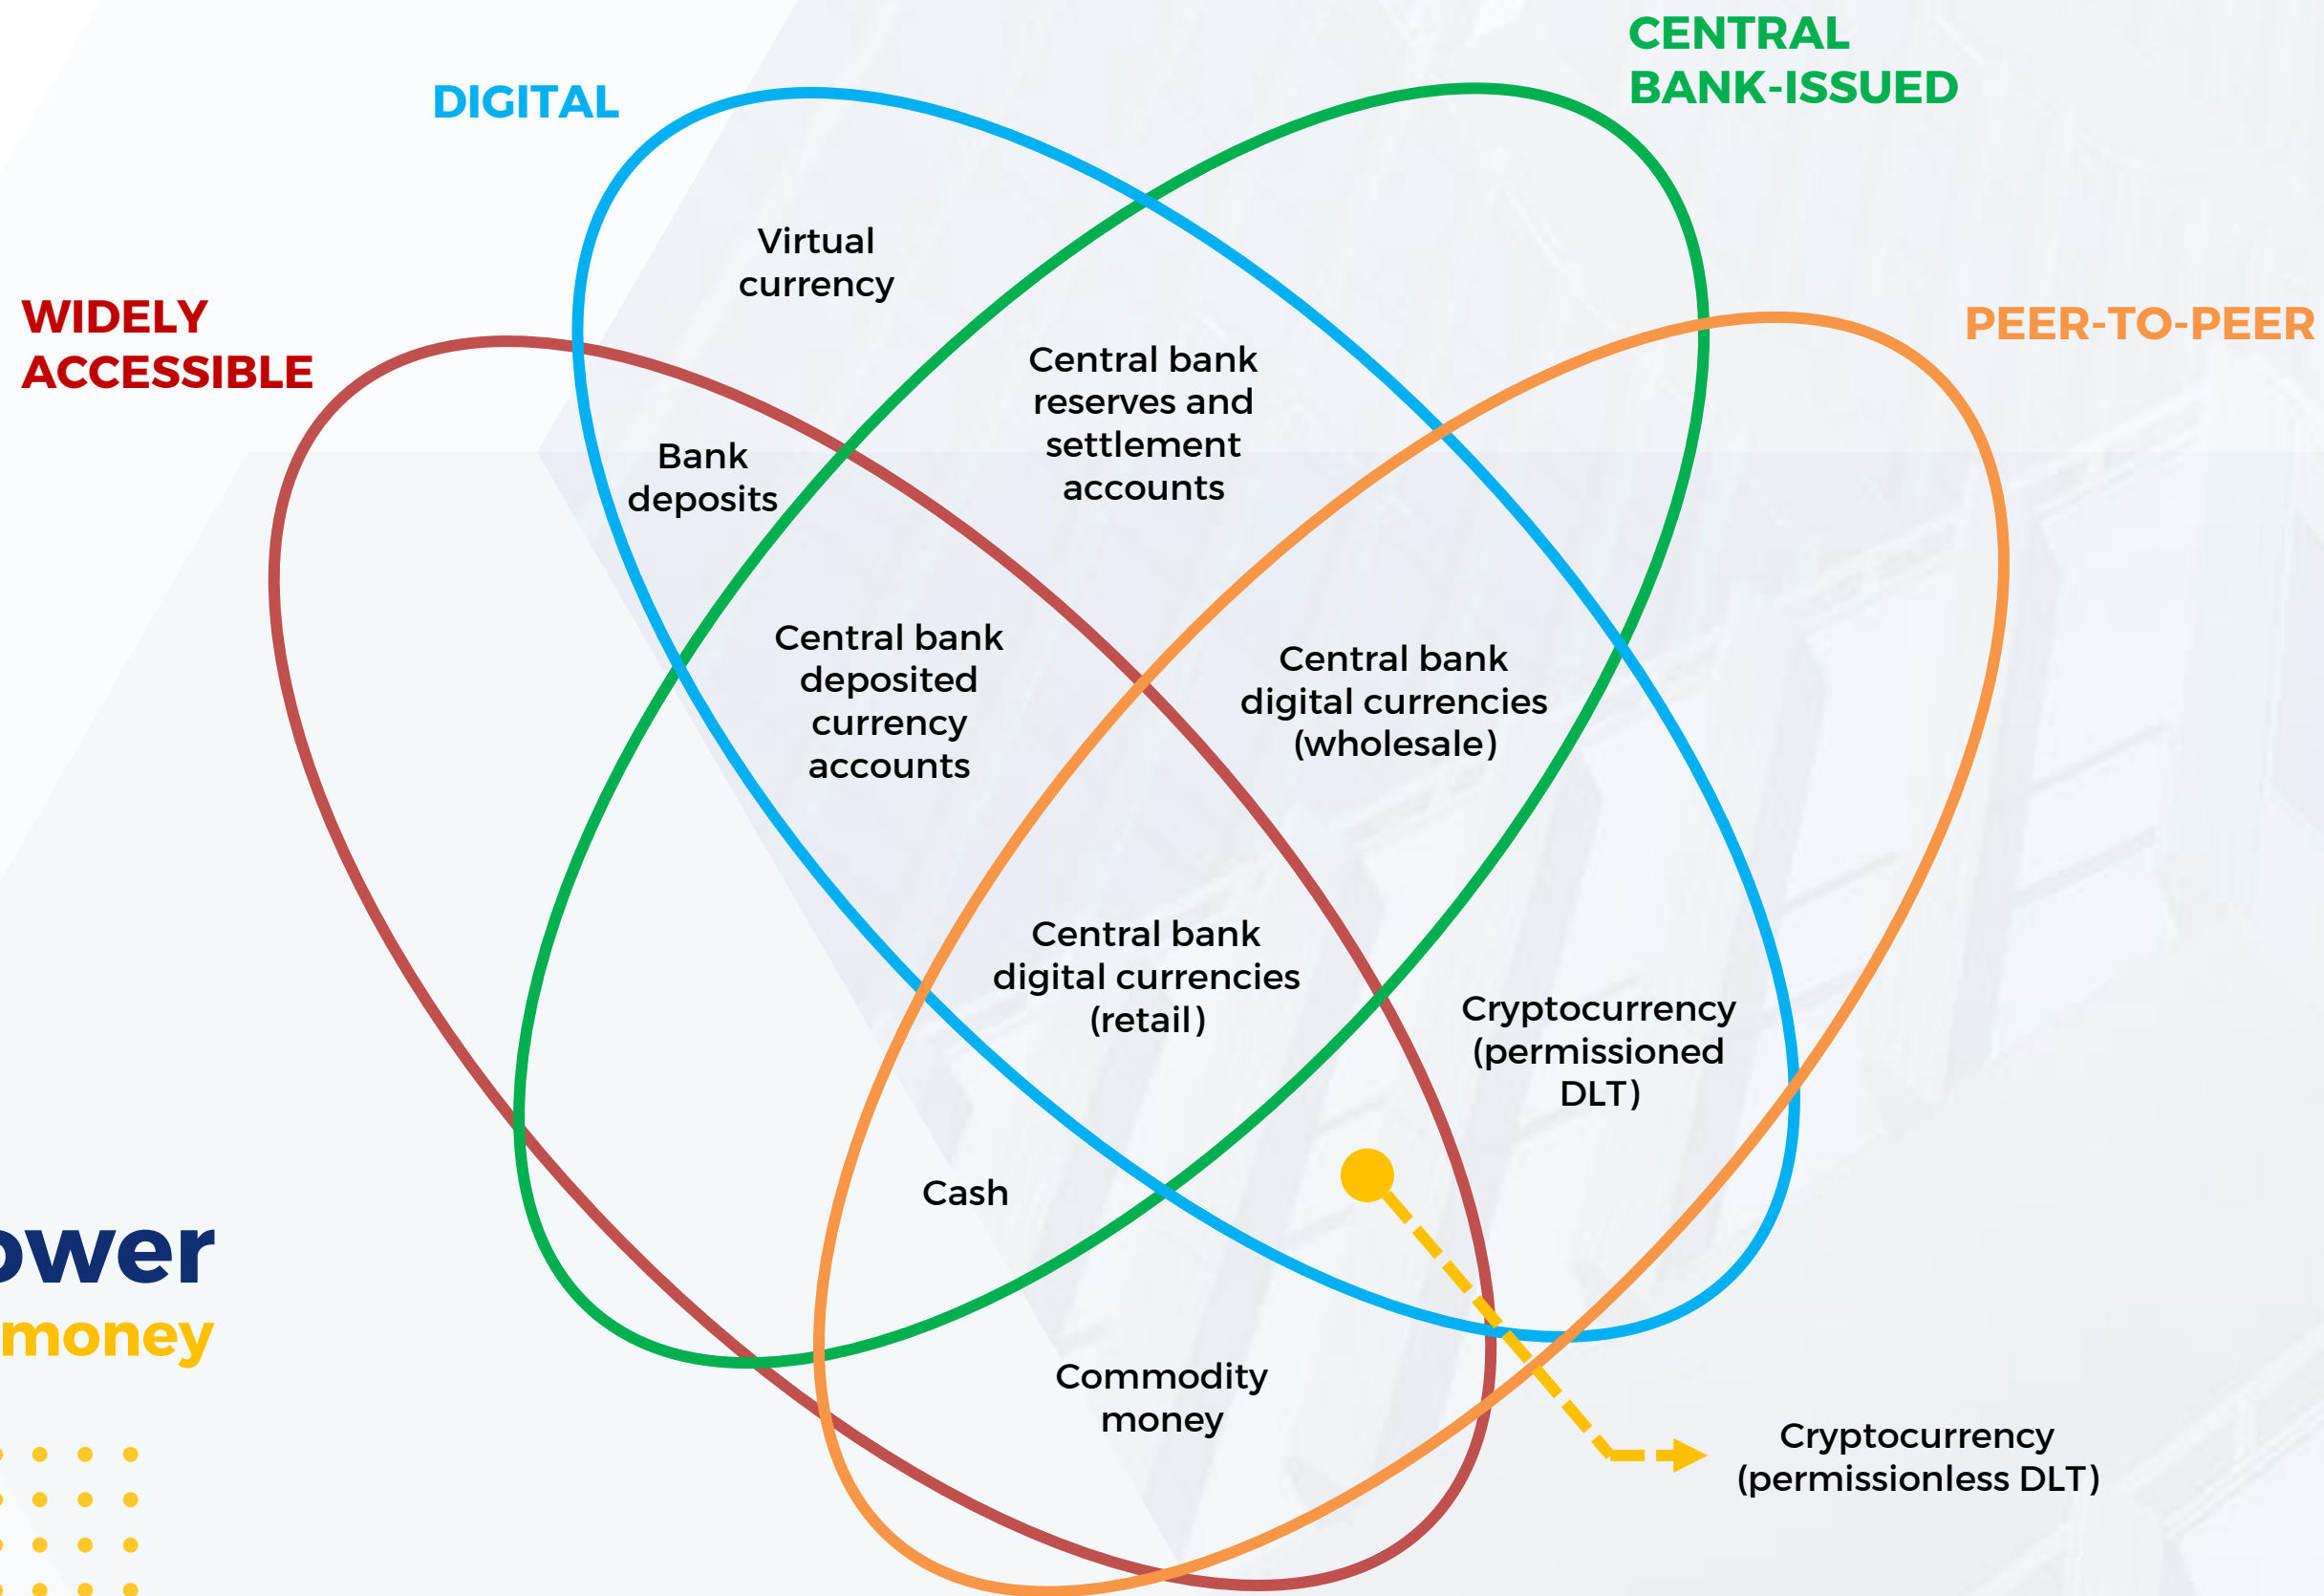 CENTRAL
BANK-ISSUED
DIGITAL
WIDELY
ACCESSIBLE
PEER-TO-PEER
Virtual
currency
Central bank
reserves and
settlement
accounts
Bank
deposits
Central bank
deposited
currency
accounts
Central bank
digital currencies
(wholesale)
Central bank
digital currencies
(retail)
Cryptocurrency
(permissioned
DLT)
Cash
Commodity
money
Cryptocurrency
(permissionless DLT)
money